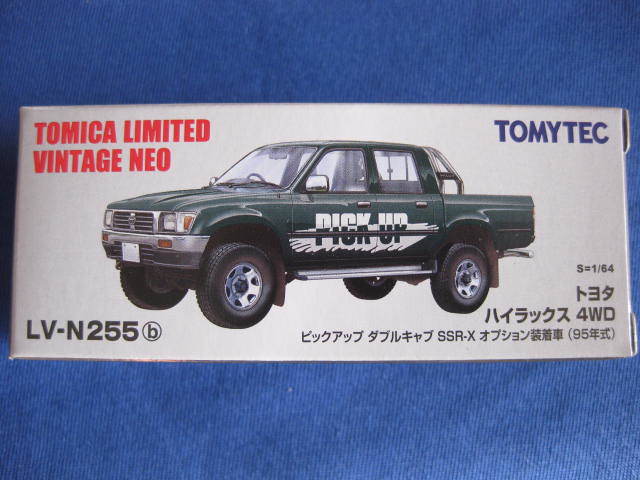 TOMICA LIMITED
VINTAGE NEO
TOMYTEC
PICK-UP
S=1/64
トヨタ
ハイラックス 4WD
LV-N255ⓑ
ピックアップ ダブルキャブ SSR-X オプション装着車 (95年式)